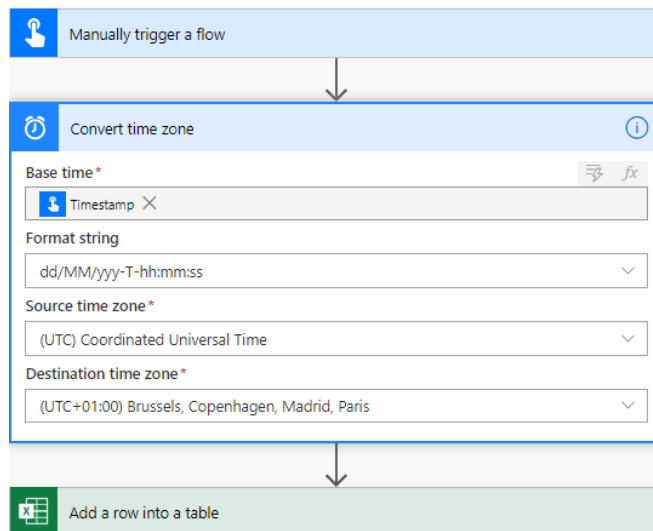 Manually trigger a flow
Convert time zone
Base time*
fx
Timestamp
Format string
dd/MM/yyy-T-hh:mm:ss
Source time zone*
(UTC) Coordinated Universal Time
Destination time zone*
(UTC+01:00) Brussels, Copenhagen, Madrid, Paris
Add a row into a table